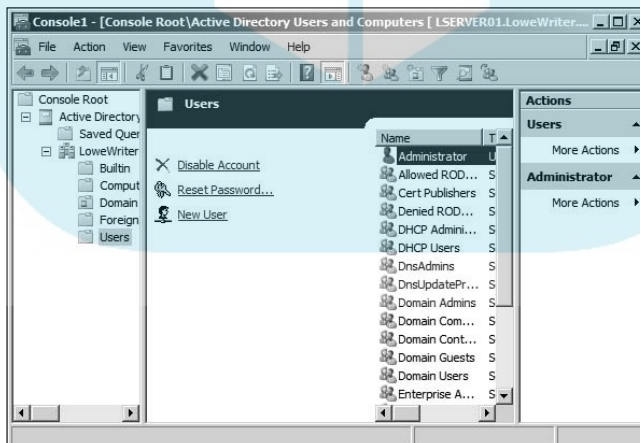 Console1 - [Console Root\Active Directory Users and Computers [ LSERVER01.LoweWriter....
File Action View Favorites Window Help
Console Root
Active Directory
Saved Quer
LoweWriter
Builtin
Comput
Domain
Foreign
Users
Users
Disable Account
Reset Password...
New User
Name T
Administrator U
Allowed ROD... S
Cert Publishers S
Denied ROD... S
DHCP Admini... S
DHCP Users S
DnsAdmins S
DnsUpdatePr... S
Domain Admins S
Domain Com... S
Domain Cont... S
Domain Guests S
Domain Users S
Enterprise A... S
Actions
Users
More Actions
Administrator
More Actions